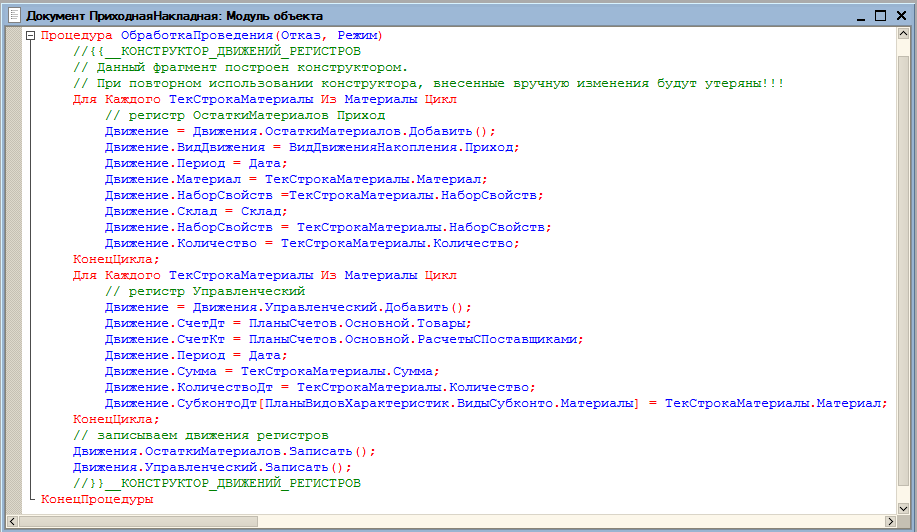 Документ ПриходнаяНакладная: Модуль объекта
Процедура ОбработкаПроведения(Отказ, Режим)
//{{__КОНСТРУКТОР_ДВИЖЕНИЙ_РЕГИСТРОВ
// Данный фрагмент построен конструктором.
// При повторном использовании конструктора, внесенные вручную изменения будут утеряны!!!
Для Каждого ТекСтрокаМатериалы Из Материалы Цикл
// регистр ОстаткиМатериалов Приход
Движение = Движения.ОстаткиМатериалов.Добавить();
Движение.ВидДвижения = ВидДвиженияНакопления.Приход;
Движение.Период = Дата;
Движение.Материал = ТекСтрокаМатериалы.Материал;
Движение.НаборСвойств =ТекСтрокаМатериалы.НаборСвойств;
Движение.Склад = Склад;
Движение.НаборСвойств = ТекСтрокаМатериалы.НаборСвойств;
Движение.Количество = ТекСтрокаМатериалы.Количество;
КонецЦикла;
Для Каждого ТекСтрокаМатериалы Из Материалы Цикл
// регистр Управленческий
Движение = Движения.Управленческий.Добавить();
Движение.СчетДт = ПланыСчетов.Основной.Товары;
Движение.СчетКт = ПланыСчетов.Основной.РасчетыСПоставщиками;
Движение.Период = Дата;
Движение.Сумма = ТекСтрокаМатериалы.Сумма;
Движение.КоличествоДт = ТекСтрокаМатериалы.Количество;
Движение.СубконтоДт[ПланыВидовХарактеристик.ВидыСубконто.Материалы] = ТекСтрокаМатериалы.Материал;
КонецЦикла;
// записываем движения регистров
Движения.ОстаткиМатериалов.Записать();
Движения.Управленческий.Записать();
//}}__КОНСТРУКТОР_ДВИЖЕНИЙ_РЕГИСТРОВ
КонецПроцедуры